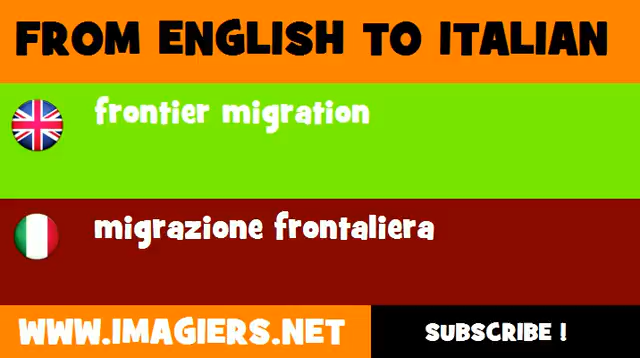 FROM ENGLISH TO ITALIAN
frontier migration
migrazione frontaliera
WWW.IMAGIERS.NET
SUBSCRIBE !